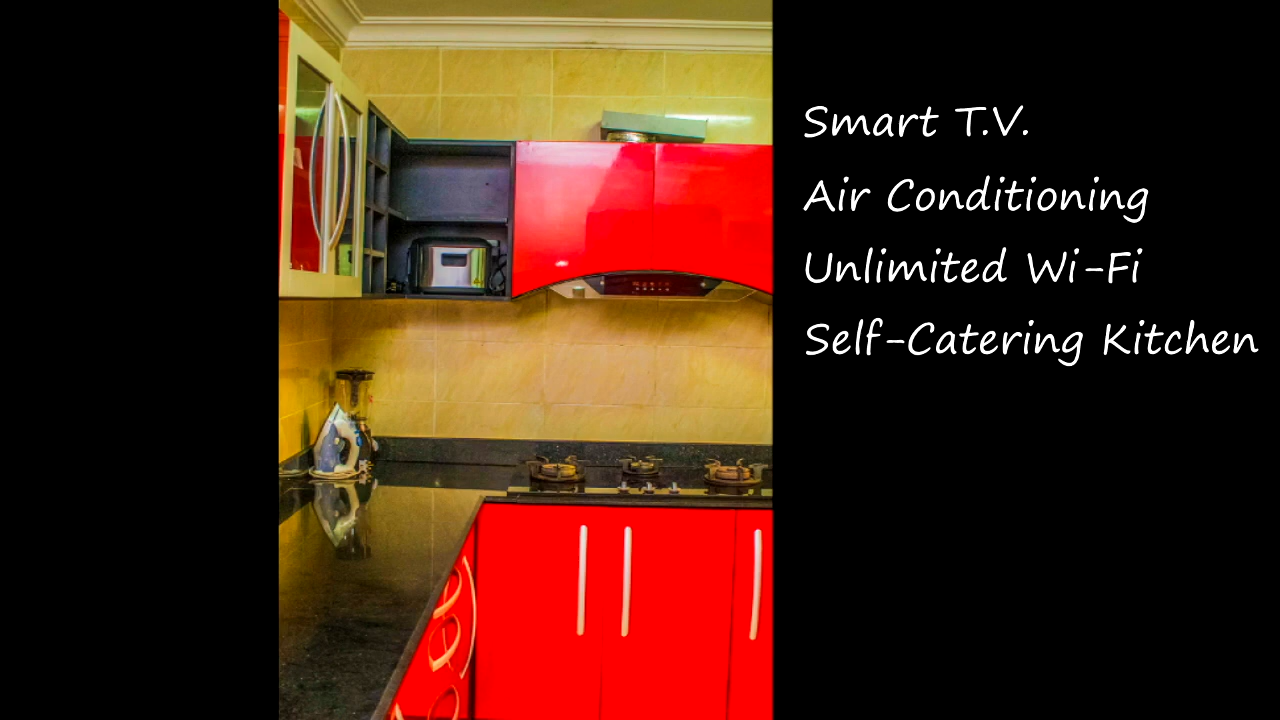 Smart T.V.
Air Conditioning
Unlimited Wi-Fi
Self-Catering Kitchen